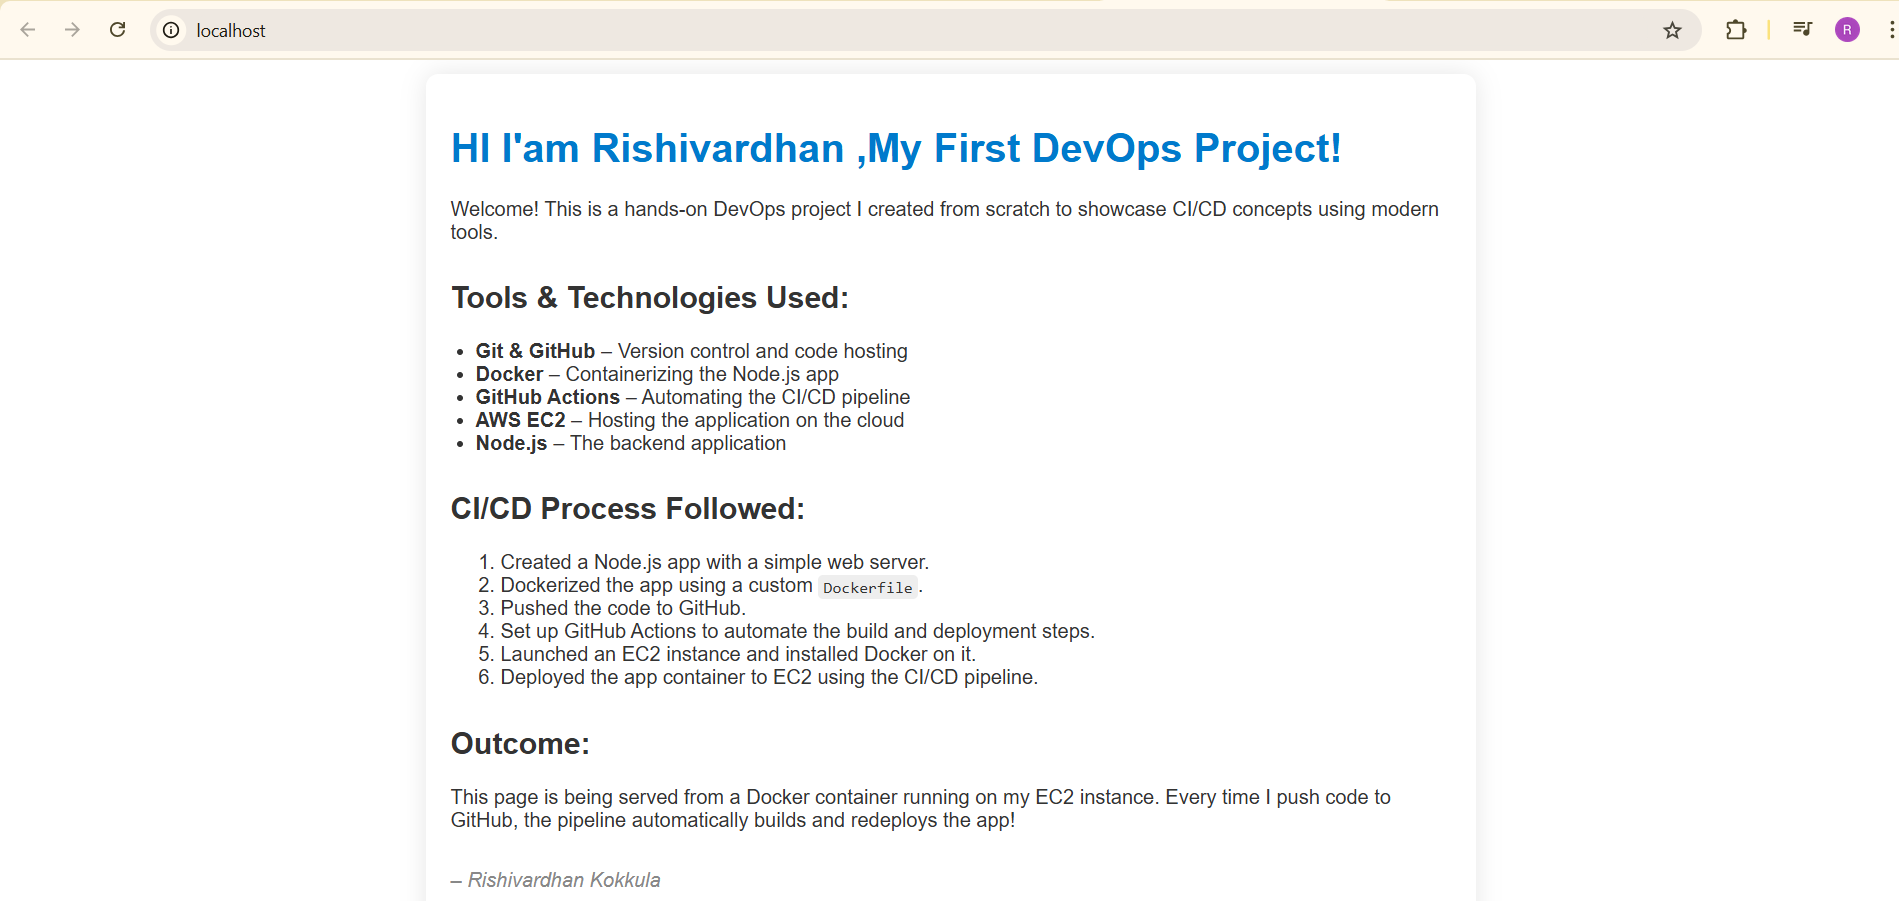 localhost
R
HI I'am Rishivardhan ,My First DevOps Project!
Welcome! This is a hands-on DevOps project I created from scratch to showcase CI/CD concepts using modern
tools.
Tools & Technologies Used:
• Git & GitHub – Version control and code hosting
• Docker – Containerizing the Node.js app
• GitHub Actions – Automating the CI/CD pipeline
• AWS EC2 – Hosting the application on the cloud
• Node.js – The backend application
CI/CD Process Followed:
1. Created a Node.js app with a simple web server.
2. Dockerized the app using a custom Dockerfile.
3. Pushed the code to GitHub.
4. Set up GitHub Actions to automate the build and deployment steps.
5. Launched an EC2 instance and installed Docker on it.
6. Deployed the app container to EC2 using the CI/CD pipeline.
Outcome:
This page is being served from a Docker container running on my EC2 instance. Every time I push code to
GitHub, the pipeline automatically builds and redeploys the app!
– Rishivardhan Kokkula